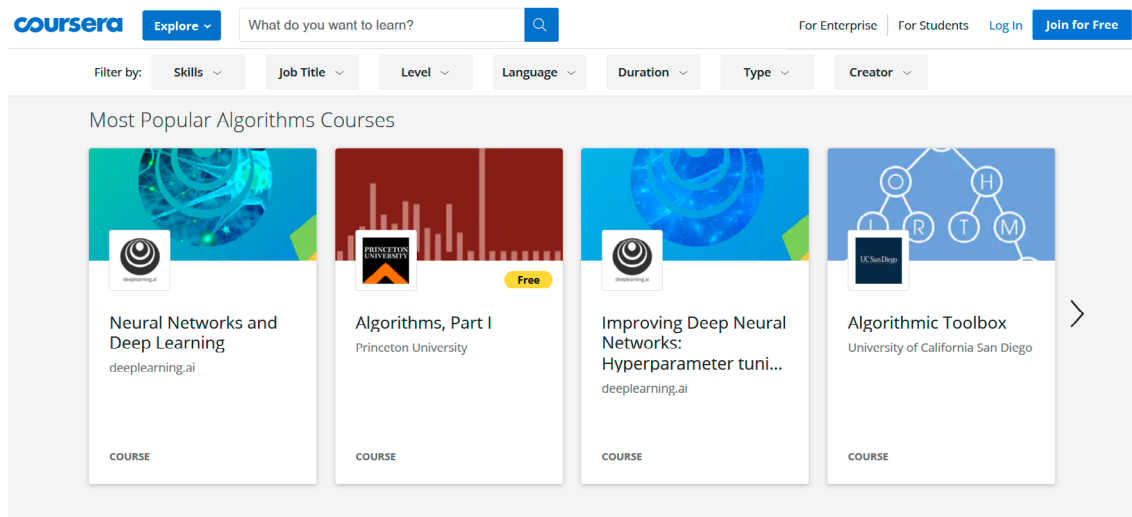 coursera
Explore
What do you want to learn?
For Enterprise
For Students
Log In
Join for Free
Filter by:
Skills
Job Title
Level
Language
Duration
Type
Creator
Most Popular Algorithms Courses
deeplearning.ai
Neural Networks and
Deep Learning
deeplearning.ai
COURSE
PRINCETON
UNIVERSITY
Free
Algorithms, Part I
Princeton University
COURSE
deeplearning.ai
Improving Deep Neural
Networks:
Hyperparameter tuni...
deeplearning.ai
COURSE
O H
I R T M
UC San Diego
Algorithmic Toolbox
University of California San Diego
COURSE